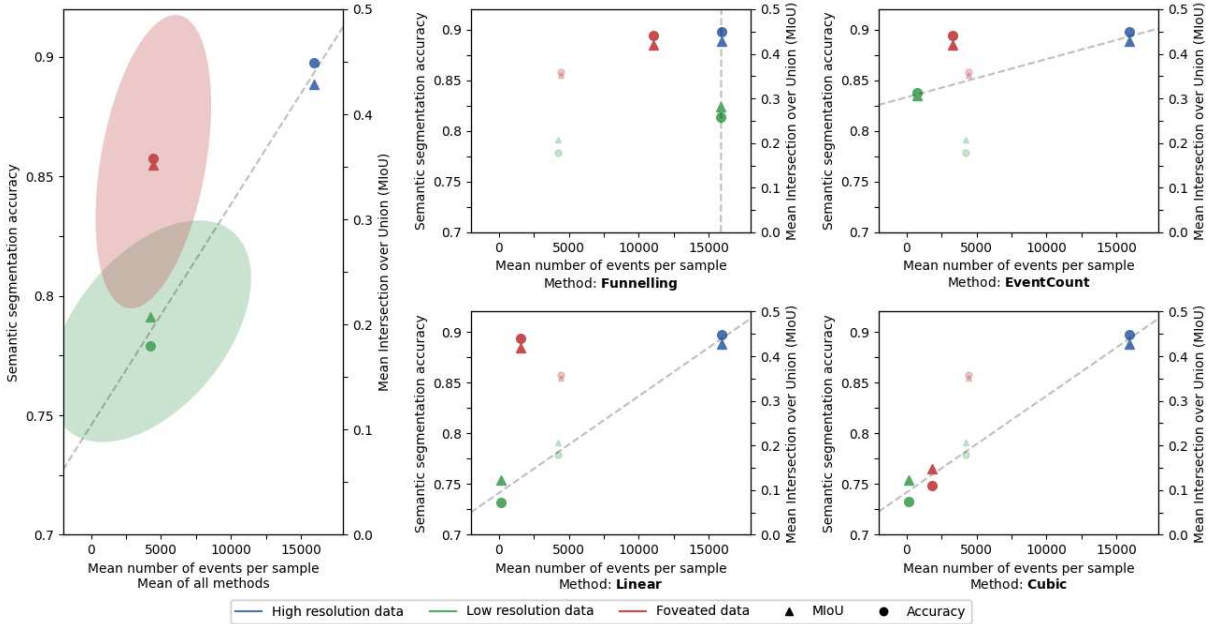 0.9
0.85
0.8
0.75
0.7
Semantic segmentation accuracy
0.5
0.4
0.3
0.2
0.1
0.0
Mean Intersection over Union (MIoU)
0 5000 10000 15000
Mean number of events per sample
Mean of all methods
0.9
0.85
0.8
0.75
0.7
Semantic segmentation accuracy
0.5
0.4
0.3
0.2
0.1
0.0
Mean Intersection over Union (MIoU)
0 5000 10000 15000
Mean number of events per sample
Method: Funnelling
0.9
0.85
0.8
0.75
0.7
Semantic segmentation accuracy
0.5
0.4
0.3
0.2
0.1
0.0
Mean Intersection over Union (MIoU)
0 5000 10000 15000
Mean number of events per sample
Method: EventCount
0.9
0.85
0.8
0.75
0.7
Semantic segmentation accuracy
0.5
0.4
0.3
0.2
0.1
0.0
Mean Intersection over Union (MIoU)
0 5000 10000 15000
Mean number of events per sample
Method: Linear
0.9
0.85
0.8
0.75
0.7
Semantic segmentation accuracy
0.5
0.4
0.3
0.2
0.1
0.0
Mean Intersection over Union (MIoU)
0 5000 10000 15000
Mean number of events per sample
Method: Cubic
High resolution data Low resolution data Foveated data MIoU Accuracy